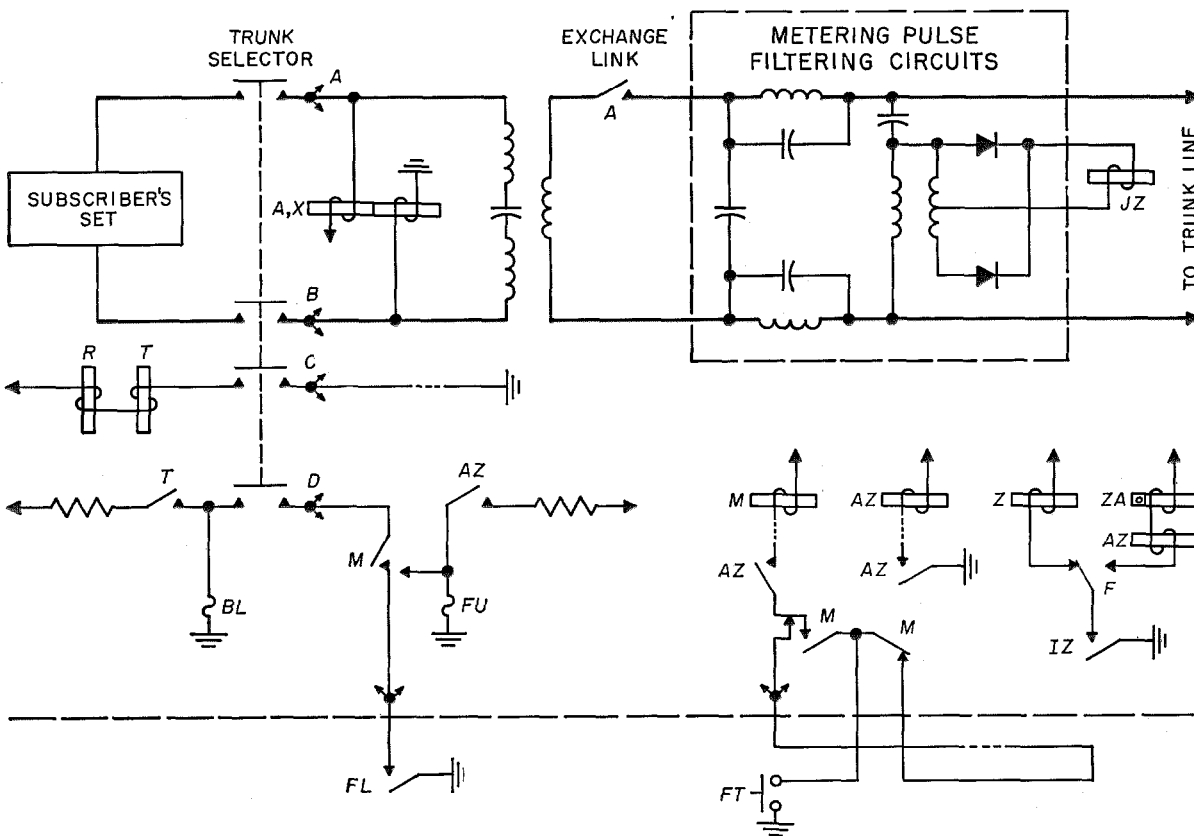 TRUNK
SELECTOR
EXCHANGE
LINK
METERING PULSE
FILTERING CIRCUITS
A
A
SUBSCRIBER'S
SET
A,X
JZ
TO TRUNK LINE
B
R
T
C
T
D
AZ
M
AZ
Z
ZA
AZ
M
BL
FU
AZ
AZ
F
M
M
IZ
FL
FT